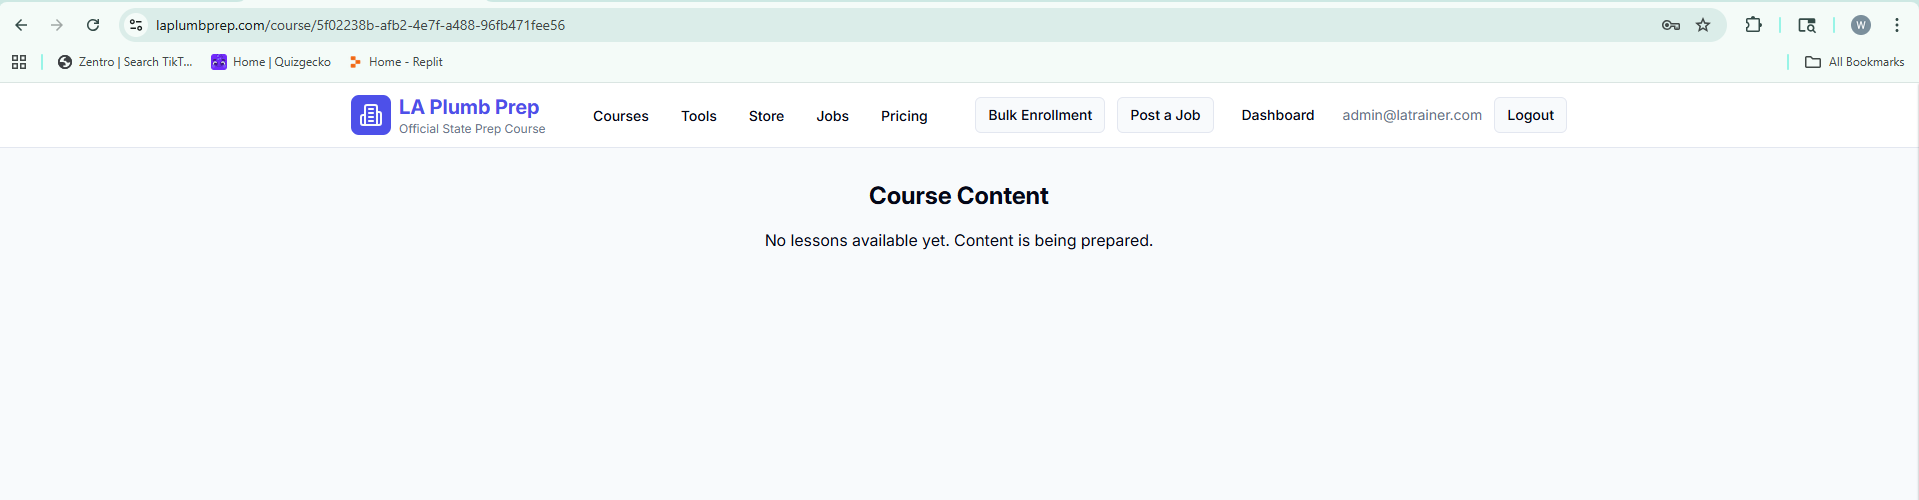 laplumbprep.com/course/5f02238b-afb2-4e7f-a488-96fb471fee56
W
Zentro | Search TikT...
Home | Quizgecko
Home - Replit
All Bookmarks
LA Plumb Prep
Official State Prep Course
Courses
Tools
Store
Jobs
Pricing
Bulk Enrollment
Post a Job
Dashboard
admin@latrainer.com
Logout
Course Content
No lessons available yet. Content is being prepared.